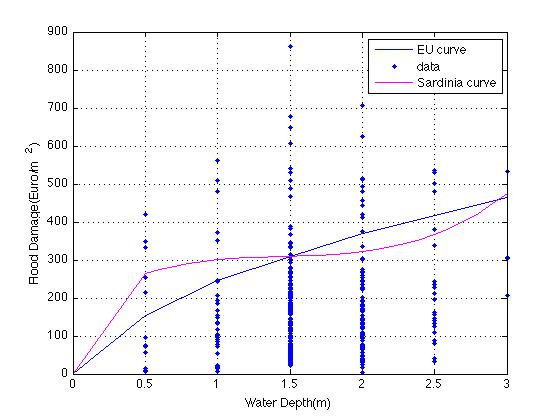 900
800
700
600
500
400
300
200
100
0
0 0.5 1 1.5 2 2.5 3
Water Depth(m)
Flood Damage(Euro/m^2)
EU curve
data
Sardinia curve